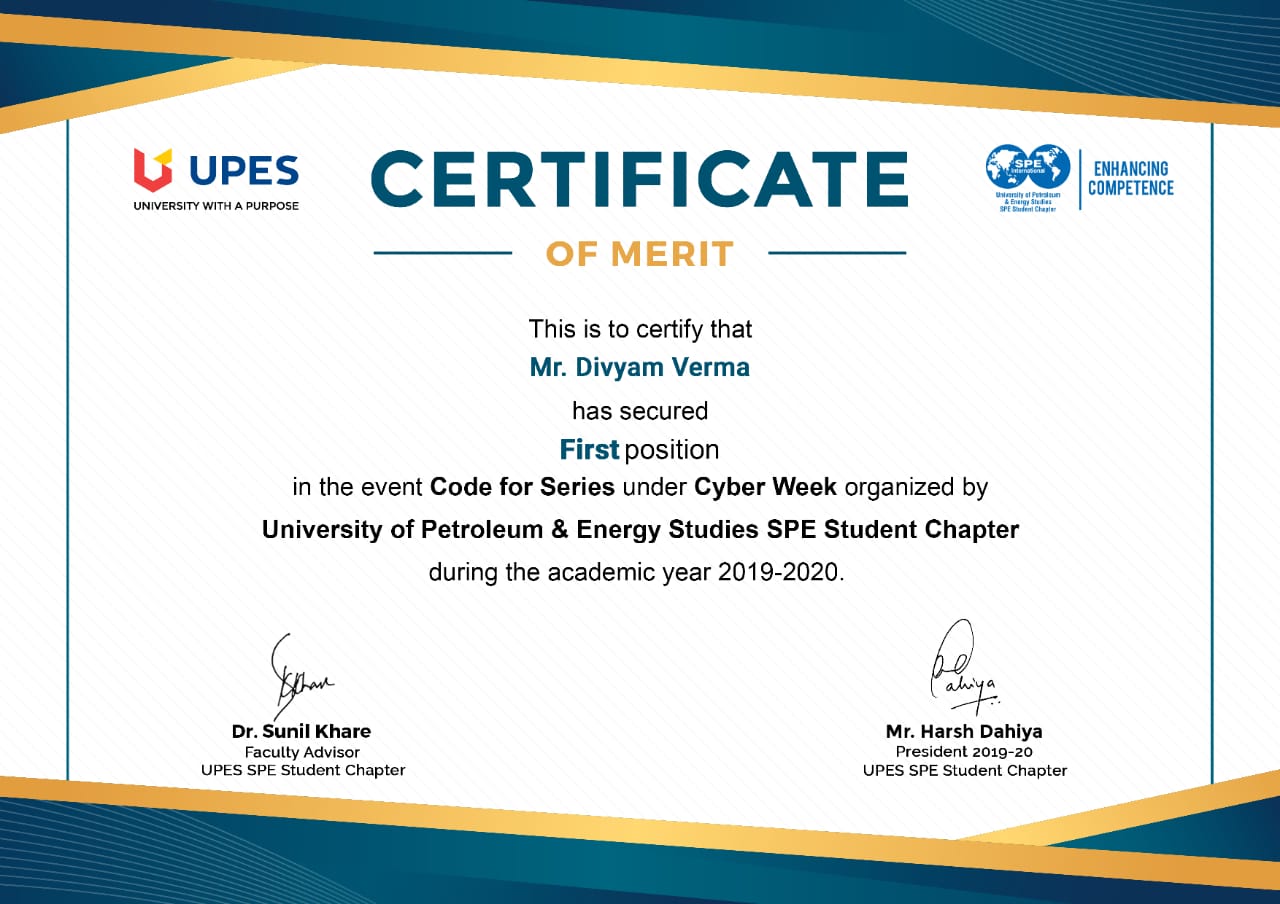 UPES
UNIVERSITY WITH A PURPOSE
CERTIFICATE
OF MERIT
SPE
International
University of Petroleum
& Energy Studies
SPE Student Chapter
ENHANCING
COMPETENCE
This is to certify that
Mr. Divyam Verma
has secured
First position
in the event Code for Series under Cyber Week organized by
University of Petroleum & Energy Studies SPE Student Chapter
during the academic year 2019-2020.
Dr. Sunil Khare
Faculty Advisor
UPES SPE Student Chapter
Mr. Harsh Dahiya
President 2019-20
UPES SPE Student Chapter